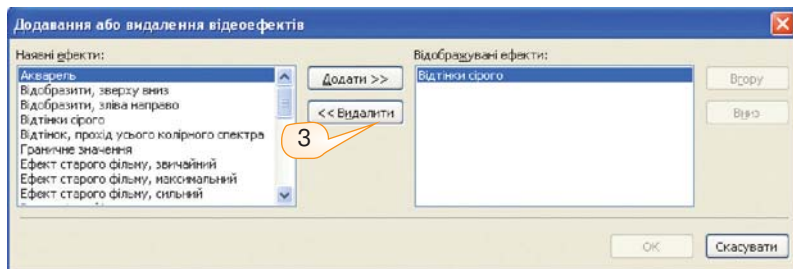 Додавання або видалення відеоефектів
Наявні ефекти:
Акварель
Відобразити, зверху вниз
Відобразити, зліва направо
Відтінки сірого
Відтінок, прохід усього колірного спектра
Граничне значення
Ефект старого фільму, звичайний
Ефект старого фільму, максимальний
Ефект старого фільму, сильний
Додати >>
<< Видалити
3
Відображувані ефекти:
Відтінки сірого
Вгору
Вниз
ОК
Скасувати